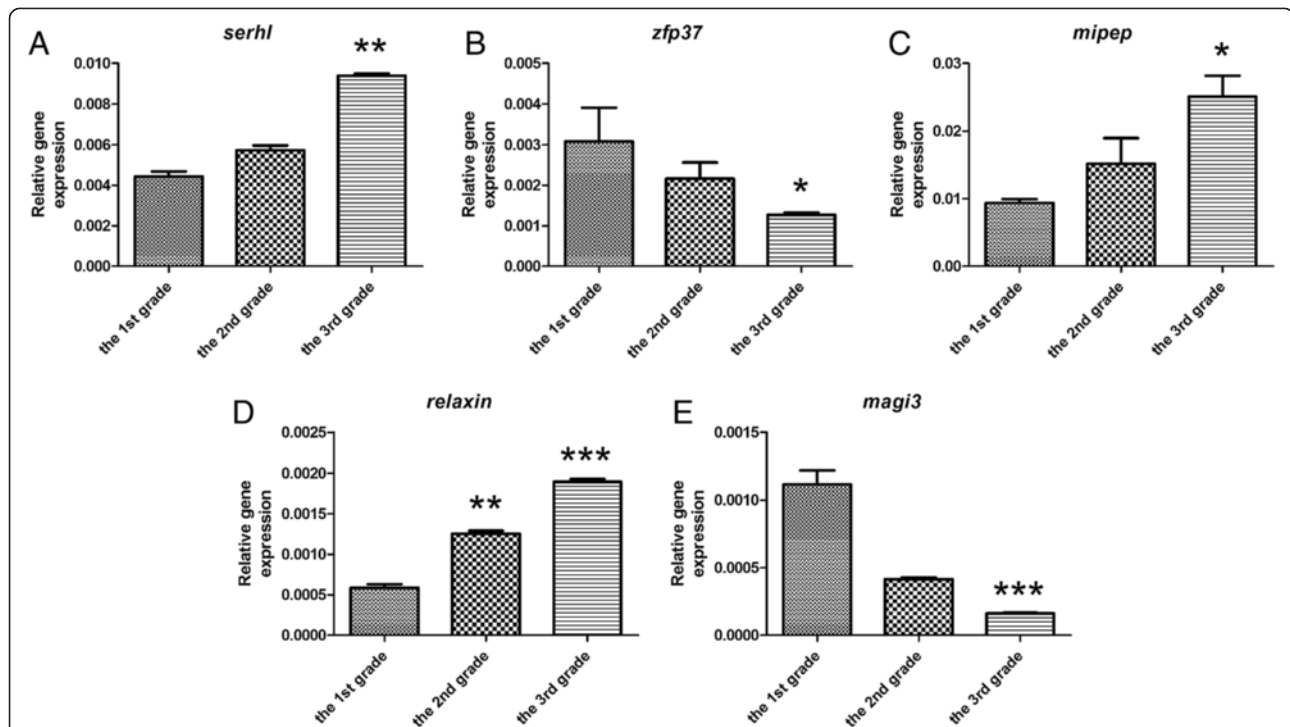 A
serhl
**
Relative gene
expression
0.010
0.008
0.006
0.004
0.002
0.000
the 1st grade
the 2nd grade
the 3rd grade
B
zfp37
*
Relative gene
expression
0.005
0.004
0.003
0.002
0.001
0.000
the 1st grade
the 2nd grade
the 3rd grade
C
mipep
*
Relative gene
expression
0.03
0.02
0.01
0.00
the 1st grade
the 2nd grade
the 3rd grade
D
relaxin
**
***
Relative gene
expression
0.0025
0.0020
0.0015
0.0010
0.0005
0.0000
the 1st grade
the 2nd grade
the 3rd grade
E
magi3
***
Relative gene
expression
0.0015
0.0010
0.0005
0.0000
the 1st grade
the 2nd grade
the 3rd grade